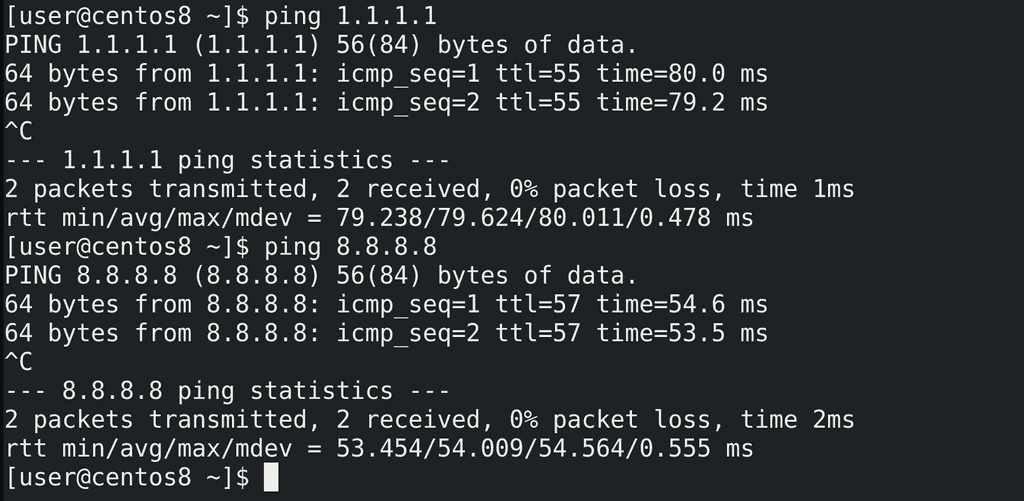 [user@centos8 ~]$ ping 1.1.1.1
PING 1.1.1.1 (1.1.1.1) 56(84) bytes of data.
64 bytes from 1.1.1.1: icmp_seq=1 ttl=55 time=80.0 ms
64 bytes from 1.1.1.1: icmp_seq=2 ttl=55 time=79.2 ms
^C
--- 1.1.1.1 ping statistics ---
2 packets transmitted, 2 received, 0% packet loss, time 1ms
rtt min/avg/max/mdev = 79.238/79.624/80.011/0.478 ms
[user@centos8 ~]$ ping 8.8.8.8
PING 8.8.8.8 (8.8.8.8) 56(84) bytes of data.
64 bytes from 8.8.8.8: icmp_seq=1 ttl=57 time=54.6 ms
64 bytes from 8.8.8.8: icmp_seq=2 ttl=57 time=53.5 ms
^C
--- 8.8.8.8 ping statistics ---
2 packets transmitted, 2 received, 0% packet loss, time 2ms
rtt min/avg/max/mdev = 53.454/54.009/54.564/0.555 ms
[user@centos8 ~]$